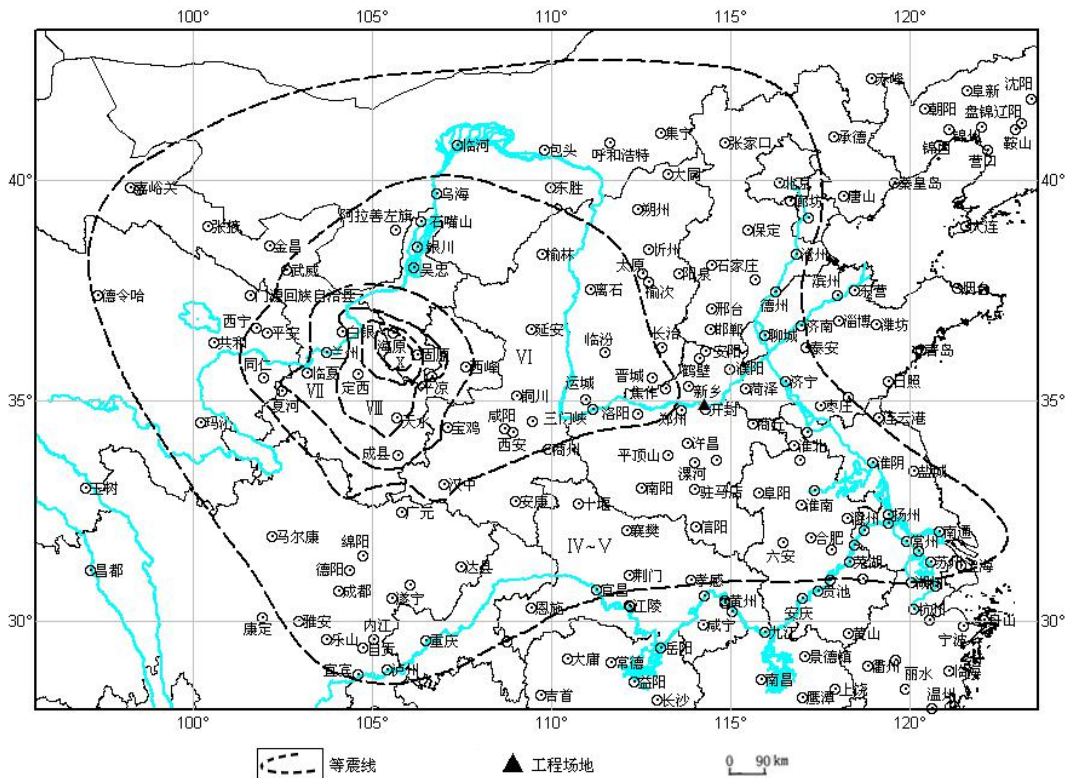 100° 105° 110° 115° 120°
赤峰
沈阳
阜新
朝阳
盘锦 辽阳
锦州
鞍山
锦西
营口
承德
张家口
集宁
呼和浩特
包头
临河
大同
北京
秦皇岛
唐山
廊坊
40° 40°
嘉峪关
乌海
东胜
朔州
阿拉善左旗
石嘴山
保定
大连
张掖
金昌
银川
榆林
忻州
沧州
武威
吴忠
太原
阳泉
石家庄
滨州
德令哈
门源回族自治县
离石
榆次
德州
东营
烟台
西宁
平安
白银
海原
延安
邢台
邯郸
聊城
济南
淄博
潍坊
共和
兰州
X
固原
西峰
VI
临汾
长治
安阳
泰安
青岛
同仁
临夏
定西
平凉
晋城
鹤壁
濮阳
夏河
VII
VIII
铜川
运城
焦作
新乡
菏泽
济宁
日照
35° 35°
玛沁
天水
宝鸡
咸阳
西安
三门峡
洛阳
郑州
开封
商丘
枣庄
连云港
成县
商州
平顶山
许昌
淮北
漯河
淮阴
盐城
玉树
汉中
南阳
驻马店
阜阳
广元
安康
十堰
淮南
滁州
扬州
马尔康
绵阳
襄樊
信阳
合肥
南通
IV~V
六安
常州
德阳
达县
芜湖
苏州
上海
昌都
成都
荆门
孝感
湖州
遂宁
宜昌
黄州
贵池
30° 30°
康定
雅安
恩施
江陵
安庆
杭州
舟山
内江
咸宁
乐山
自贡
重庆
九江
黄山
宁波
岳阳
宜宾
泸州
大庸
常德
景德镇
衢州
丽水
临海
益阳
南昌
吉首
长沙
鹰潭
上饶
温州
100° 105° 110° 115° 120°
等震线
工程场地
0 90 km